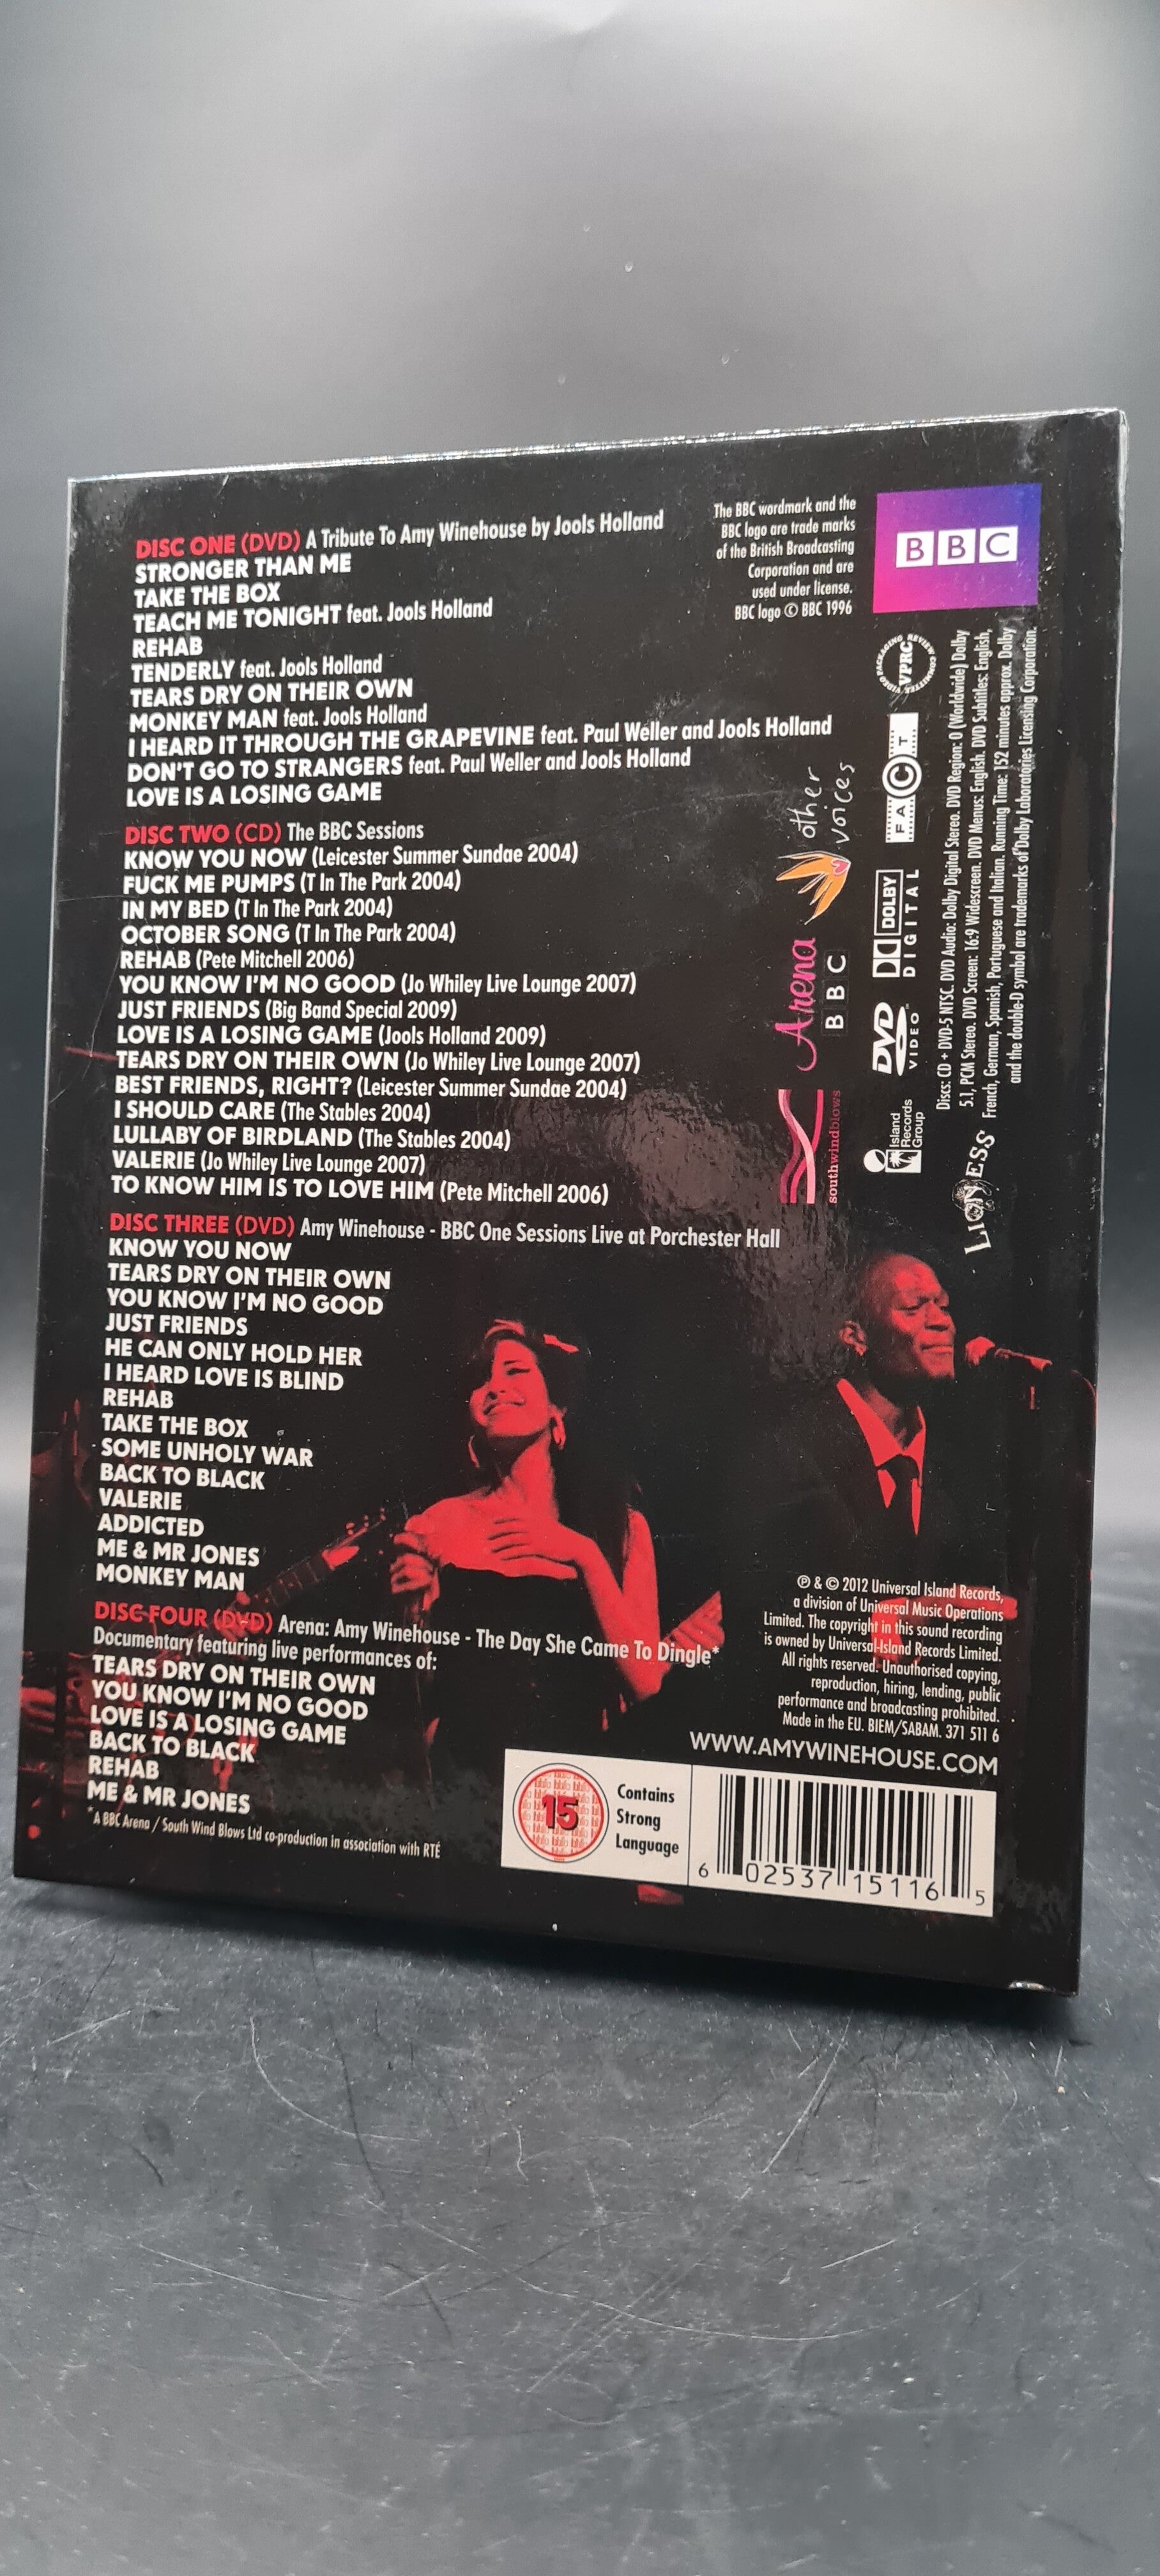 DISC ONE (DVD) A Tribute To Amy Winehouse by Jools Holland
STRONGER THAN ME
TAKE THE BOX
TEACH ME TONIGHT feat. Jools Holland
REHAB
TENDERLY feat. Jools Holland
TEARS DRY ON THEIR OWN
MONKEY MAN feat. Jools Holland
I HEARD IT THROUGH THE GRAPEVINE feat. Paul Weller and Jools Holland
DON'T GO TO STRANGERS feat. Paul Weller and Jools Holland
LOVE IS A LOSING GAME
DISC TWO (CD) The BBC Sessions
KNOW YOU NOW (Leicester Summer Sundae 2004)
FUCK ME PUMPS (T In The Park 2004)
IN MY BED (T In The Park 2004)
OCTOBER SONG (T In The Park 2004)
REHAB (Pete Mitchell 2006)
YOU KNOW I'M NO GOOD (Jo Whiley Live Lounge 2007)
JUST FRIENDS (Big Band Special 2009)
LOVE IS A LOSING GAME (Jools Holland 2009)
TEARS DRY ON THEIR OWN (Jo Whiley Live Lounge 2007)
BEST FRIENDS, RIGHT? (Leicester Summer Sundae 2004)
I SHOULD CARE (The Stables 2004)
LULLABY OF BIRDLAND (The Stables 2004)
VALERIE (Jo Whiley Live Lounge 2007)
TO KNOW HIM IS TO LOVE HIM (Pete Mitchell 2006)
DISC THREE (DVD) Amy Winehouse - BBC One Sessions Live at Porchester Hall
KNOW YOU NOW
TEARS DRY ON THEIR OWN
YOU KNOW I'M NO GOOD
JUST FRIENDS
HE CAN ONLY HOLD HER
I HEARD LOVE IS BLIND
REHAB
TAKE THE BOX
SOME UNHOLY WAR
BACK TO BLACK
VALERIE
ADDICTED
ME & MR JONES
MONKEY MAN
DISC FOUR (DVD) Arena: Amy Winehouse - The Day She Came To Dingle*
Documentary featuring live performances of:
TEARS DRY ON THEIR OWN
YOU KNOW I'M NO GOOD
LOVE IS A LOSING GAME
BACK TO BLACK
REHAB
ME & MR JONES
*A BBC Arena / South Wind Blows Ltd co-production in association with RTÉ
The BBC wordmark and the
BBC logo are trade marks
of the British Broadcasting
Corporation and are
used under license.
BBC logo © BBC 1996
BBC
VIDEO PACKAGING REVIEW COMMITTEE
VPRC
FACT
DOLBY
DIGITAL
DVD
VIDEO
Island
Records
Group
other
voices
Arena
BBC
southwindblows
LIONESS
Discs: CD + DVD-5 NTSC. DVD Audio: Dolby Digital Stereo. DVD Region: 0 (Worldwide) Dolby
5.1, PCM Stereo. DVD Screen: 16:9 Widescreen. DVD Menus: English. DVD Subtitles: English,
French, German, Spanish, Portuguese and Italian. Running Time: 152 minutes approx. Dolby
and the double-D symbol are trademarks of Dolby Laboratories Licensing Corporation.
℗ & © 2012 Universal Island Records,
a division of Universal Music Operations
Limited. The copyright in this sound recording
is owned by Universal-Island Records Limited.
All rights reserved. Unauthorised copying,
reproduction, hiring, lending, public
performance and broadcasting prohibited.
Made in the EU. BIEM/SABAM. 371 511 6
WWW.AMYWINEHOUSE.COM
15
Contains
Strong
Language
6 02537 15116 5